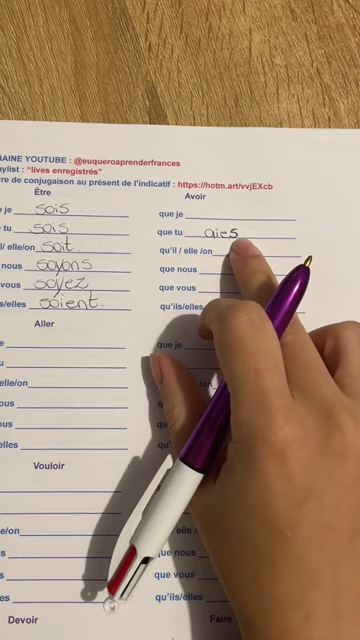 AINE YOUTUBE : @euqueroaprenderfrances
aylist : "lives enregistrés"
re de conjugaison au présent de l'indicatif : https://hotm.art/vvjEXcb
Être
e je sois
e tu sois
il/ elle/on soit
nous soyons
vous soyez
s/elles soient.
Avoir
que je
que tu aies
qu'il / elle /on
que nous
que vous
qu'ils/elles
Aller
e
u
elle/on
ous
ous
elles
que je
Vouloir
e/on
s
s
es
elle /
que nous
que vous
qu'ils/elles
Devoir
Faire